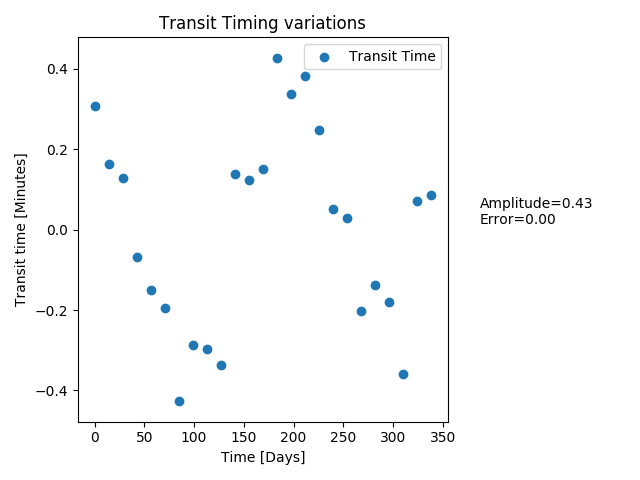 Transit Timing variations
Transit Time
Transit time [Minutes]
0.4
0.2
0.0
−0.2
−0.4
Amplitude=0.43
Error=0.00
0 50 100 150 200 250 300 350
Time [Days]